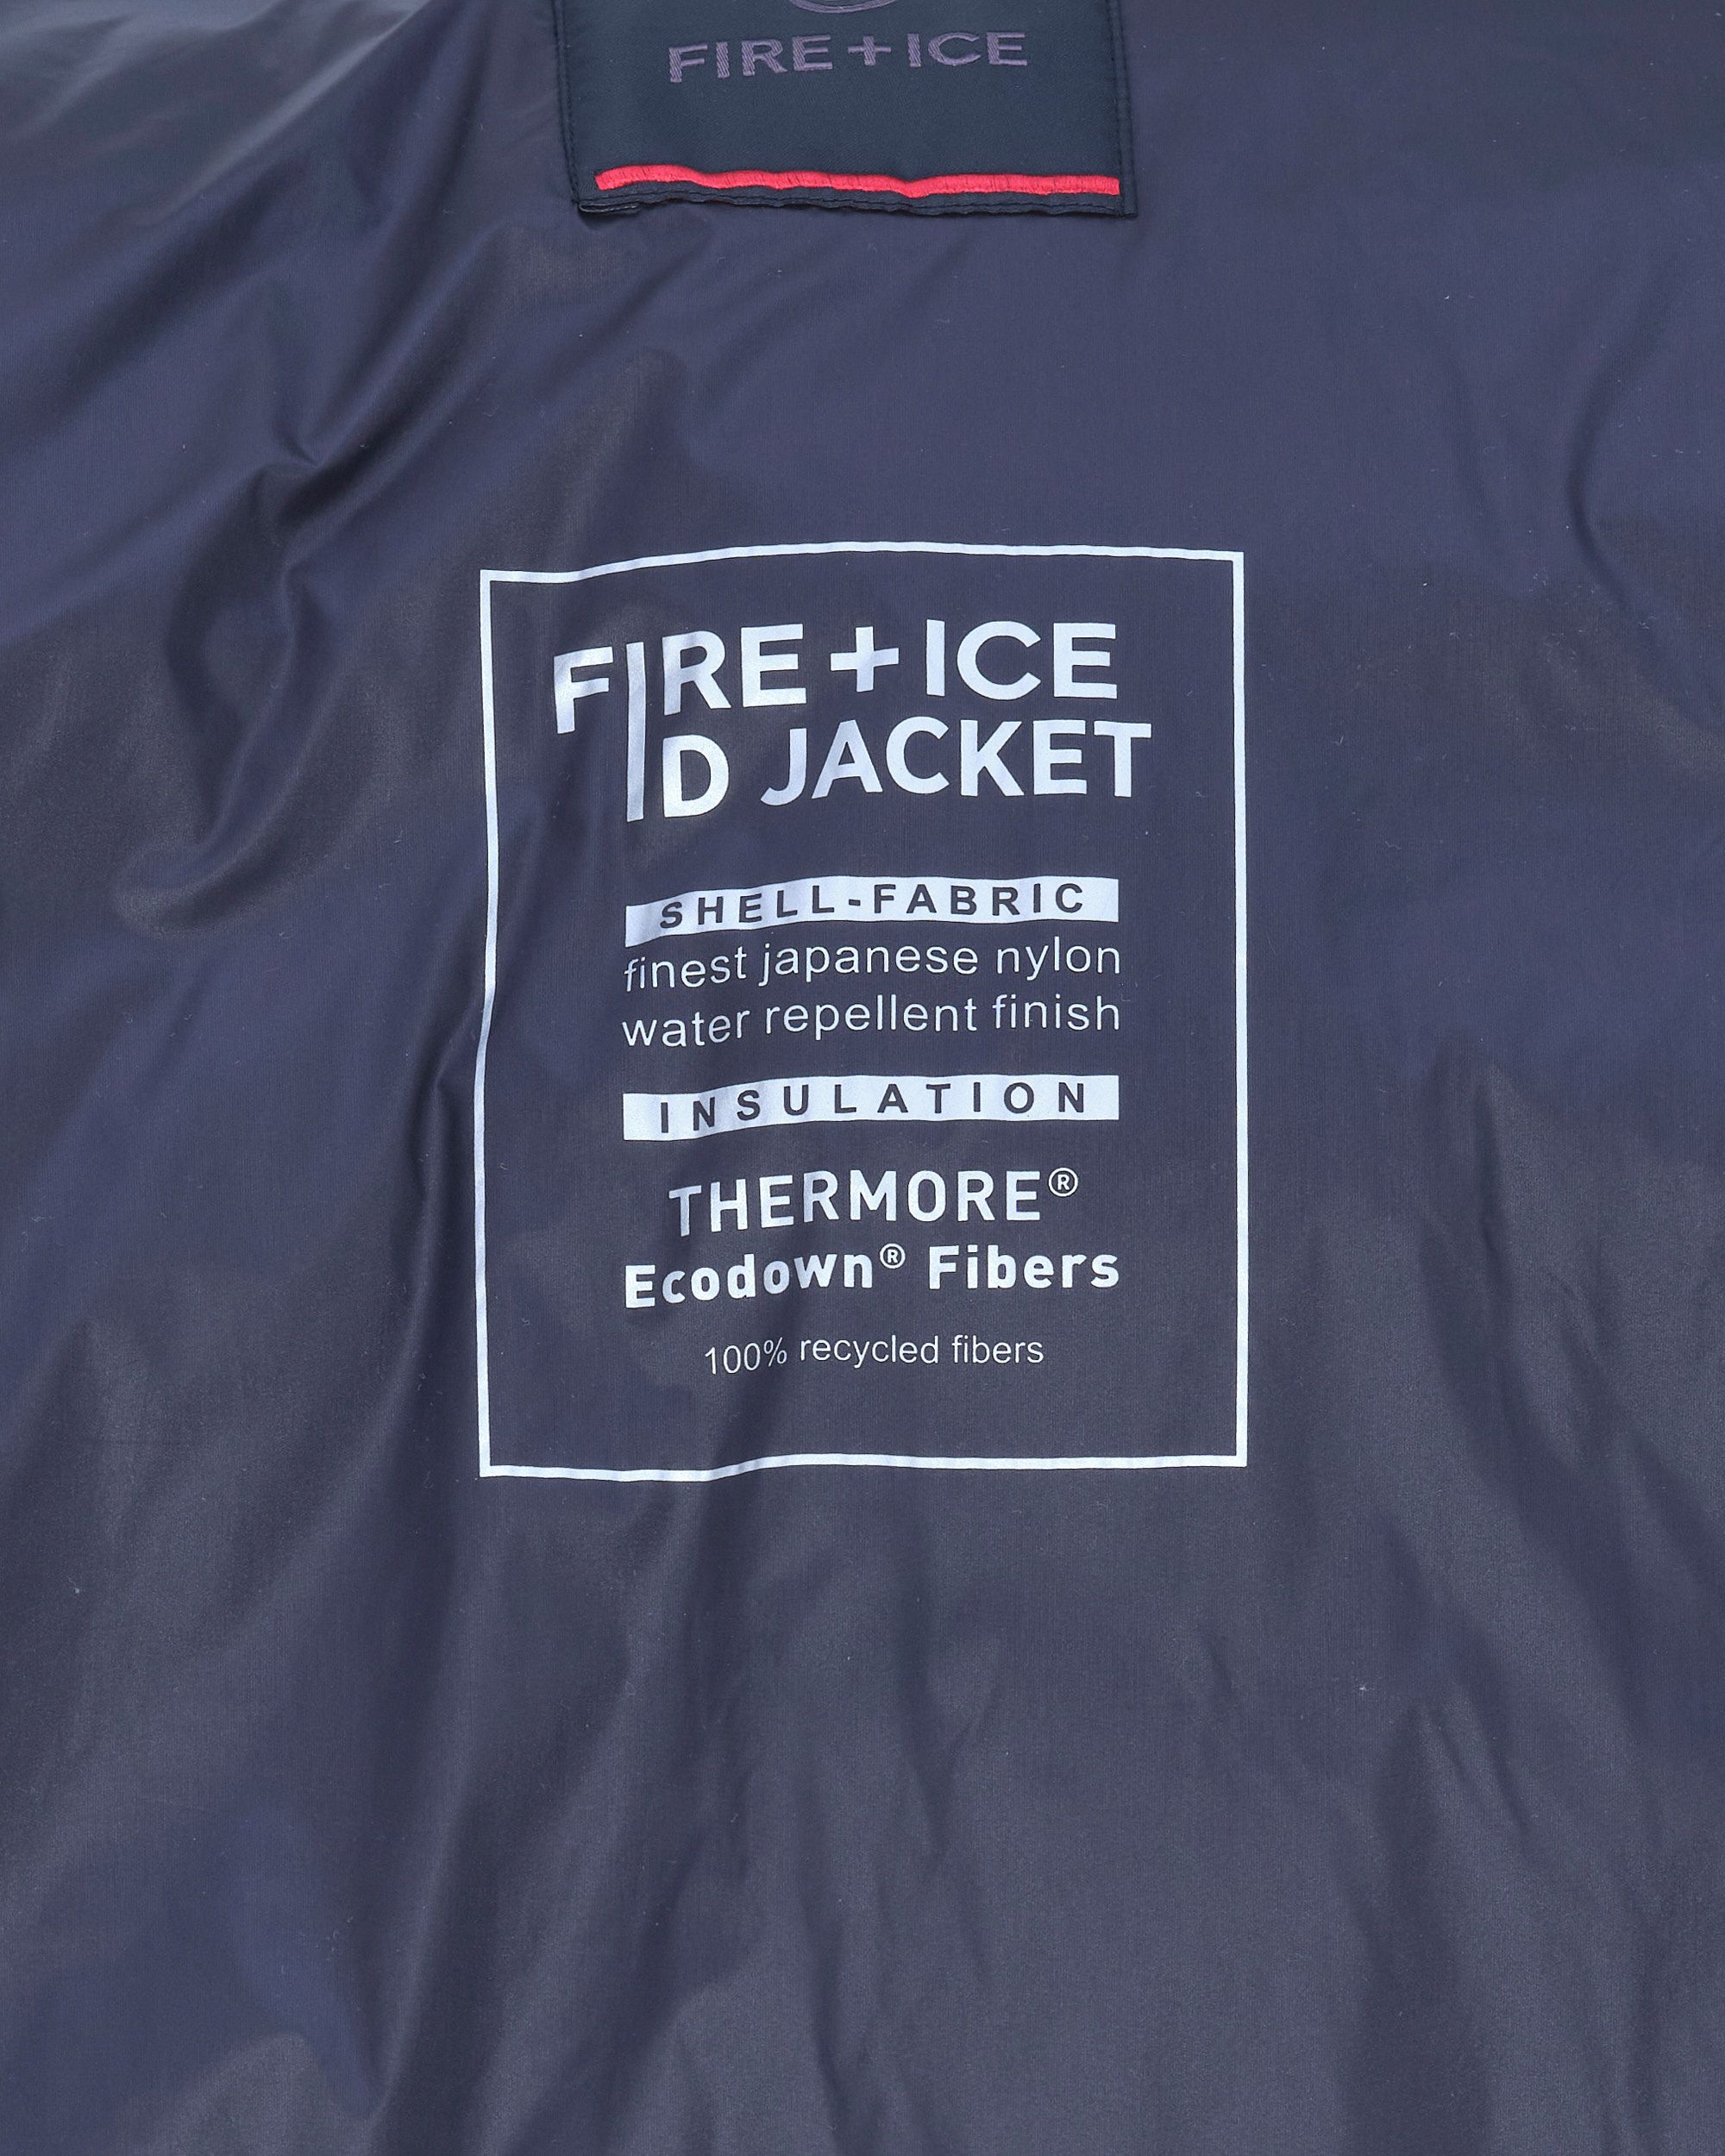 FIRE+ICE
FIRE+ICE
ID JACKET
SHELL-FABRIC
finest japanese nylon
water repellent finish
INSULATION
THERMORE®
Ecodown® Fibers
100% recycled fibers